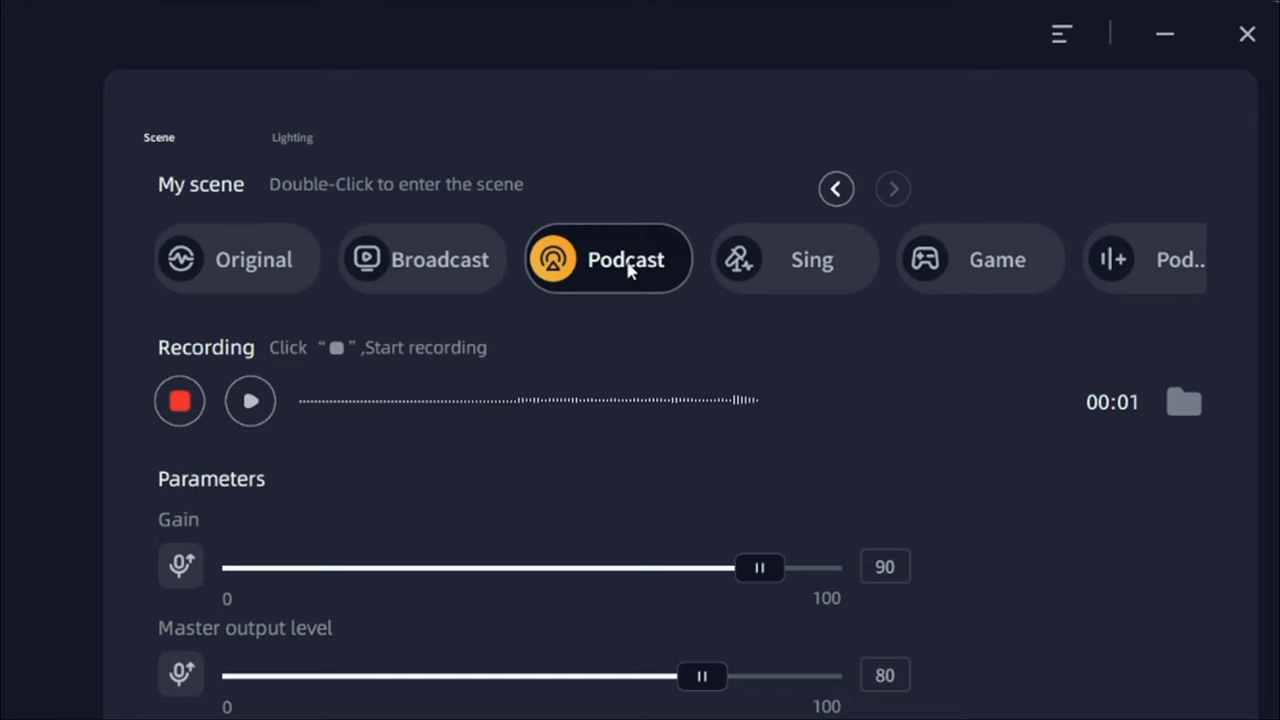 Scene Lighting
My scene Double-Click to enter the scene
Original Broadcast Podcast Sing Game Pod..
Recording Click “ ” ,Start recording
00:01
Parameters
Gain
90
0 100
Master output level
80
0 100